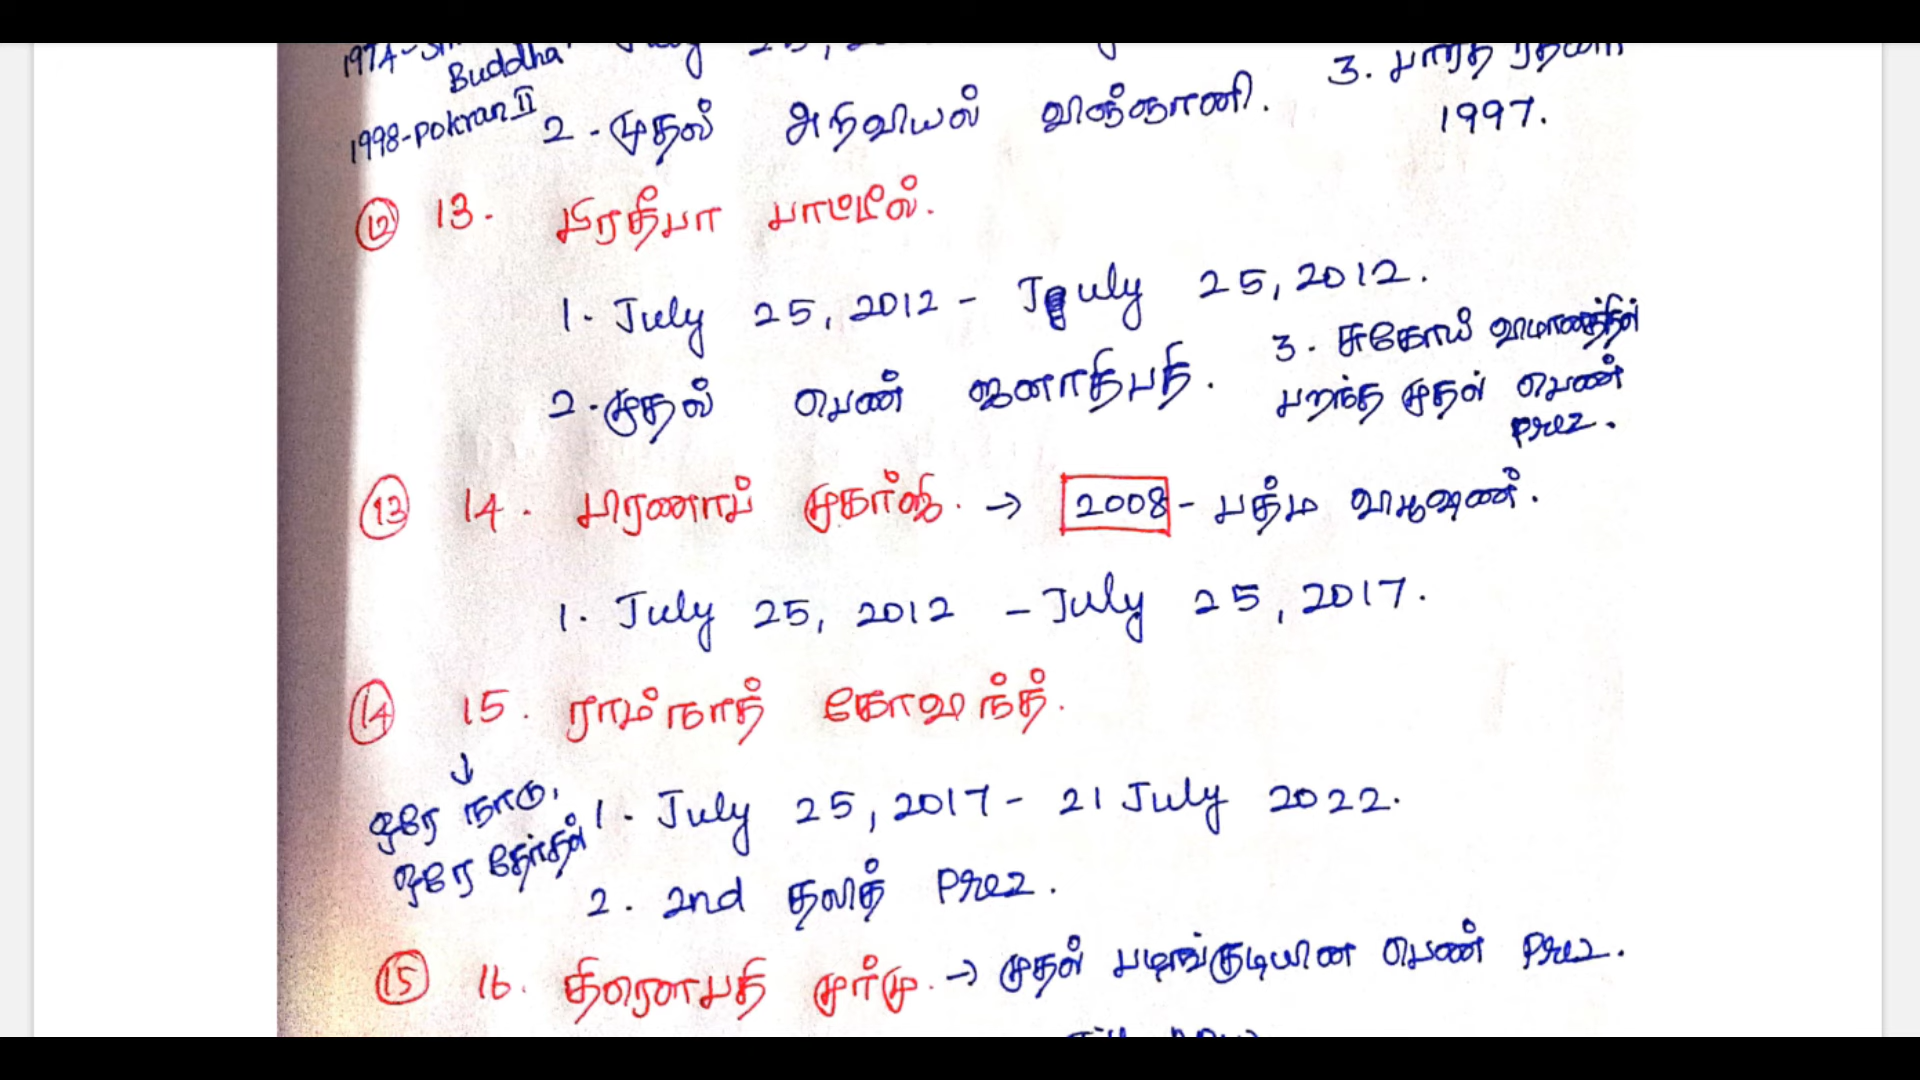 1974-
Buddha
1998-Pokran II
2-முதல் அறிவியல் விஞ்ஞானி.
3. பாரத ரத்னா
1997.
12 13. பிரதீபா பாட்டீல்.
1. July 25, 2012 - July 25, 2012.
2. முதல் பெண் ஜனாதிபதி.
3. சுகோய் விமானத்தில்
பறந்த முதல் பெண்
Prez.
13 14. பிரணாப் முகர்ஜி. → 2008 - பத்ம விபூஷண்.
1. July 25, 2012 - July 25, 2017.
14 15. ராம்நாத் கோவிந்த்.
↓
ஒரே நாடு,
ஒரே தேர்தல்
1. July 25, 2017 - 21 July 2022.
2. 2nd தலித் Prez.
15 16. திரௌபதி முர்மு. → முதல் பழங்குடியின பெண் Prez.